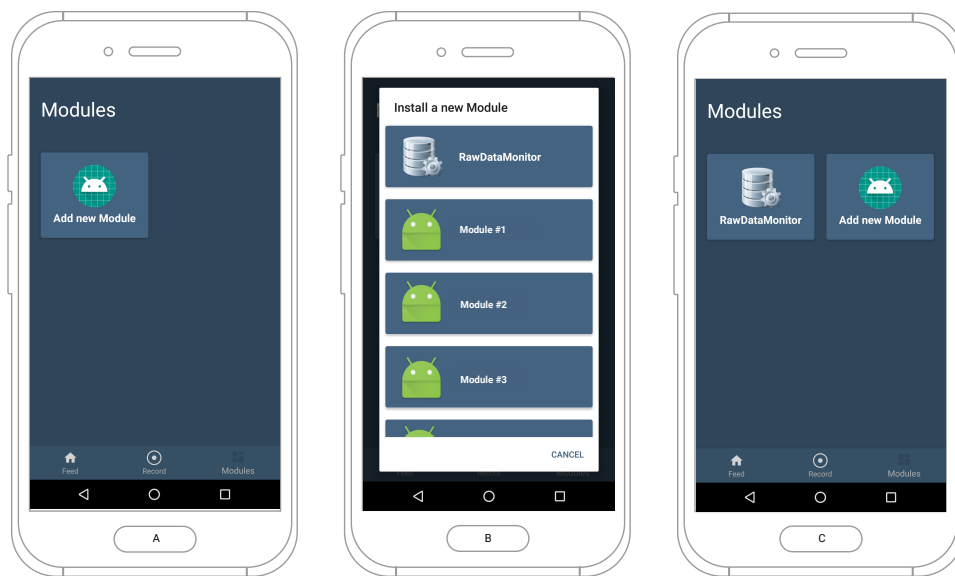 Modules
Add new Module
Feed
Record
Modules
A
Install a new Module
RawDataMonitor
Module #1
Module #2
Module #3
CANCEL
B
Modules
RawDataMonitor
Add new Module
Feed
Record
Modules
C